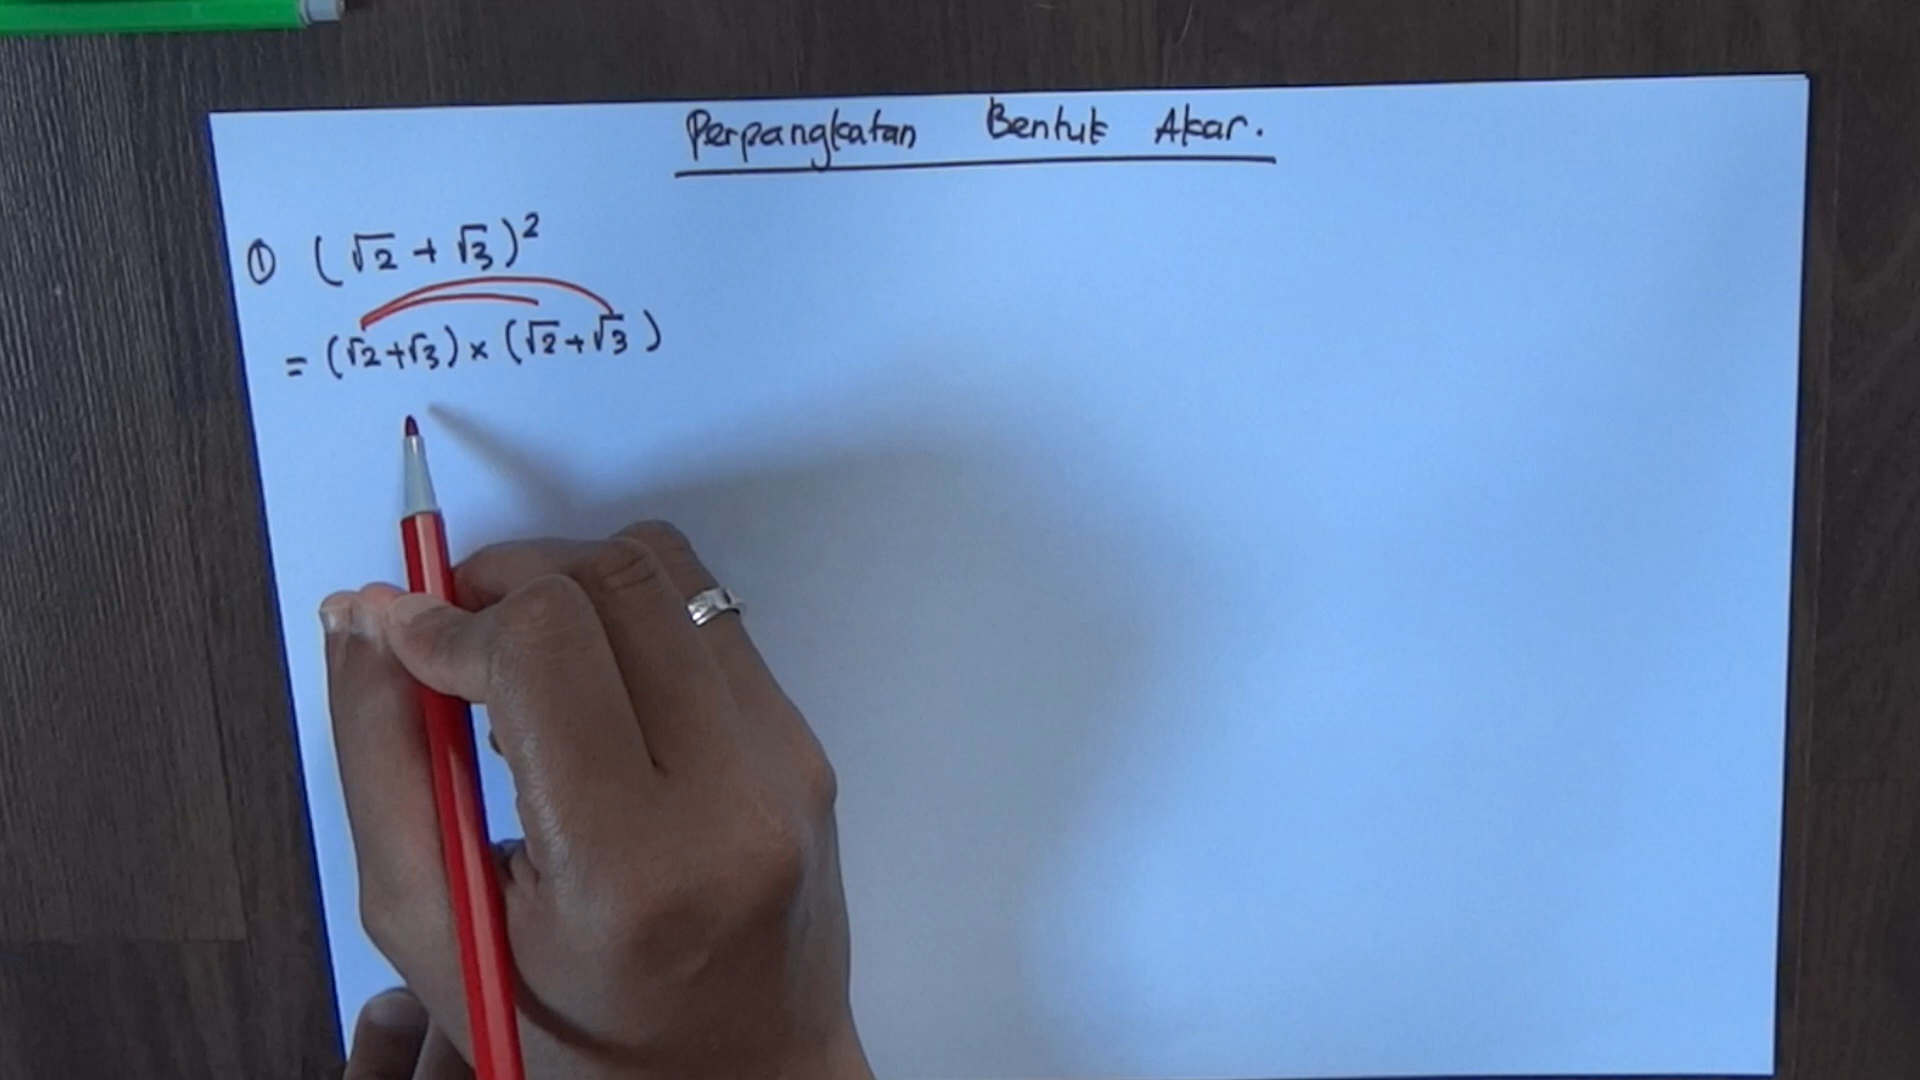 Perpangkatan Bentuk Akar.
① (√2 + √3)²
= (√2+√3) × (√2+√3)